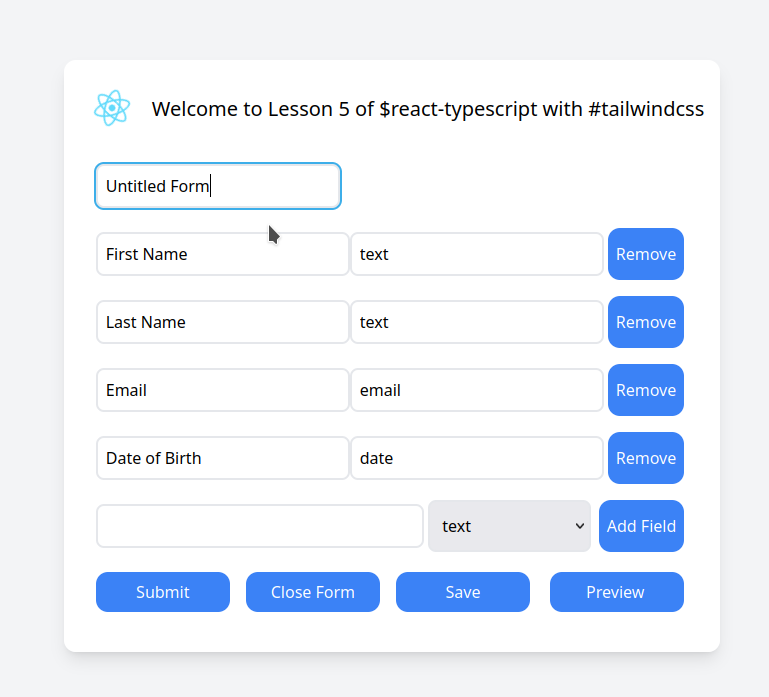 Welcome to Lesson 5 of $react-typescript with #tailwindcss
Untitled Form
First Name text Remove
Last Name text Remove
Email email Remove
Date of Birth date Remove
text Add Field
Submit Close Form Save Preview